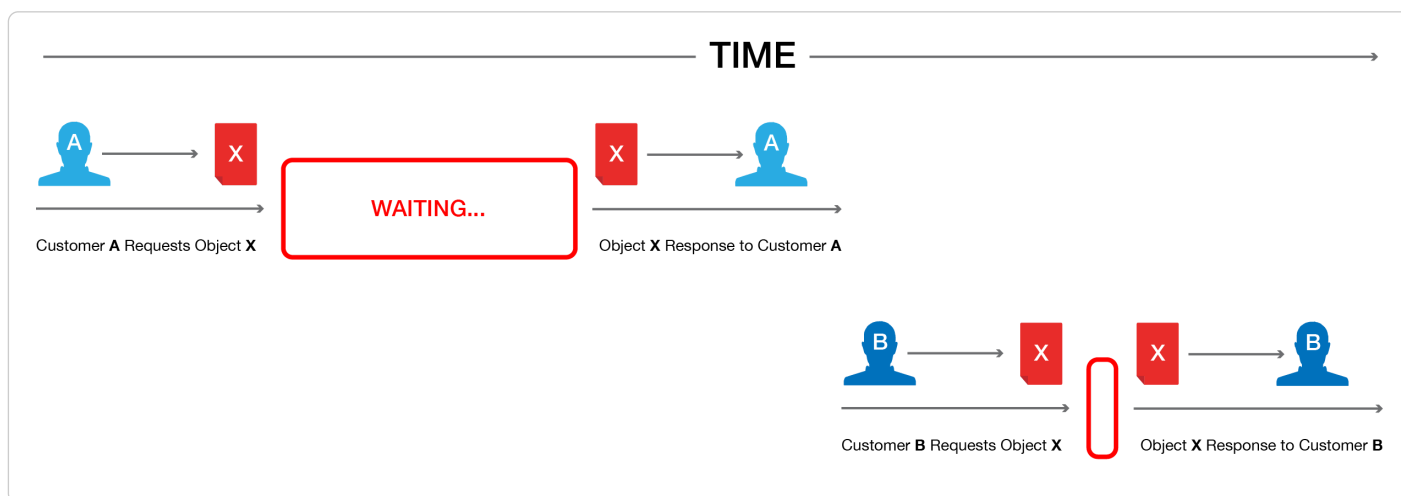 TIME
A
X
X
A
WAITING...
Customer A Requests Object X
Object X Response to Customer A
B
X
X
B
Customer B Requests Object X
Object X Response to Customer B